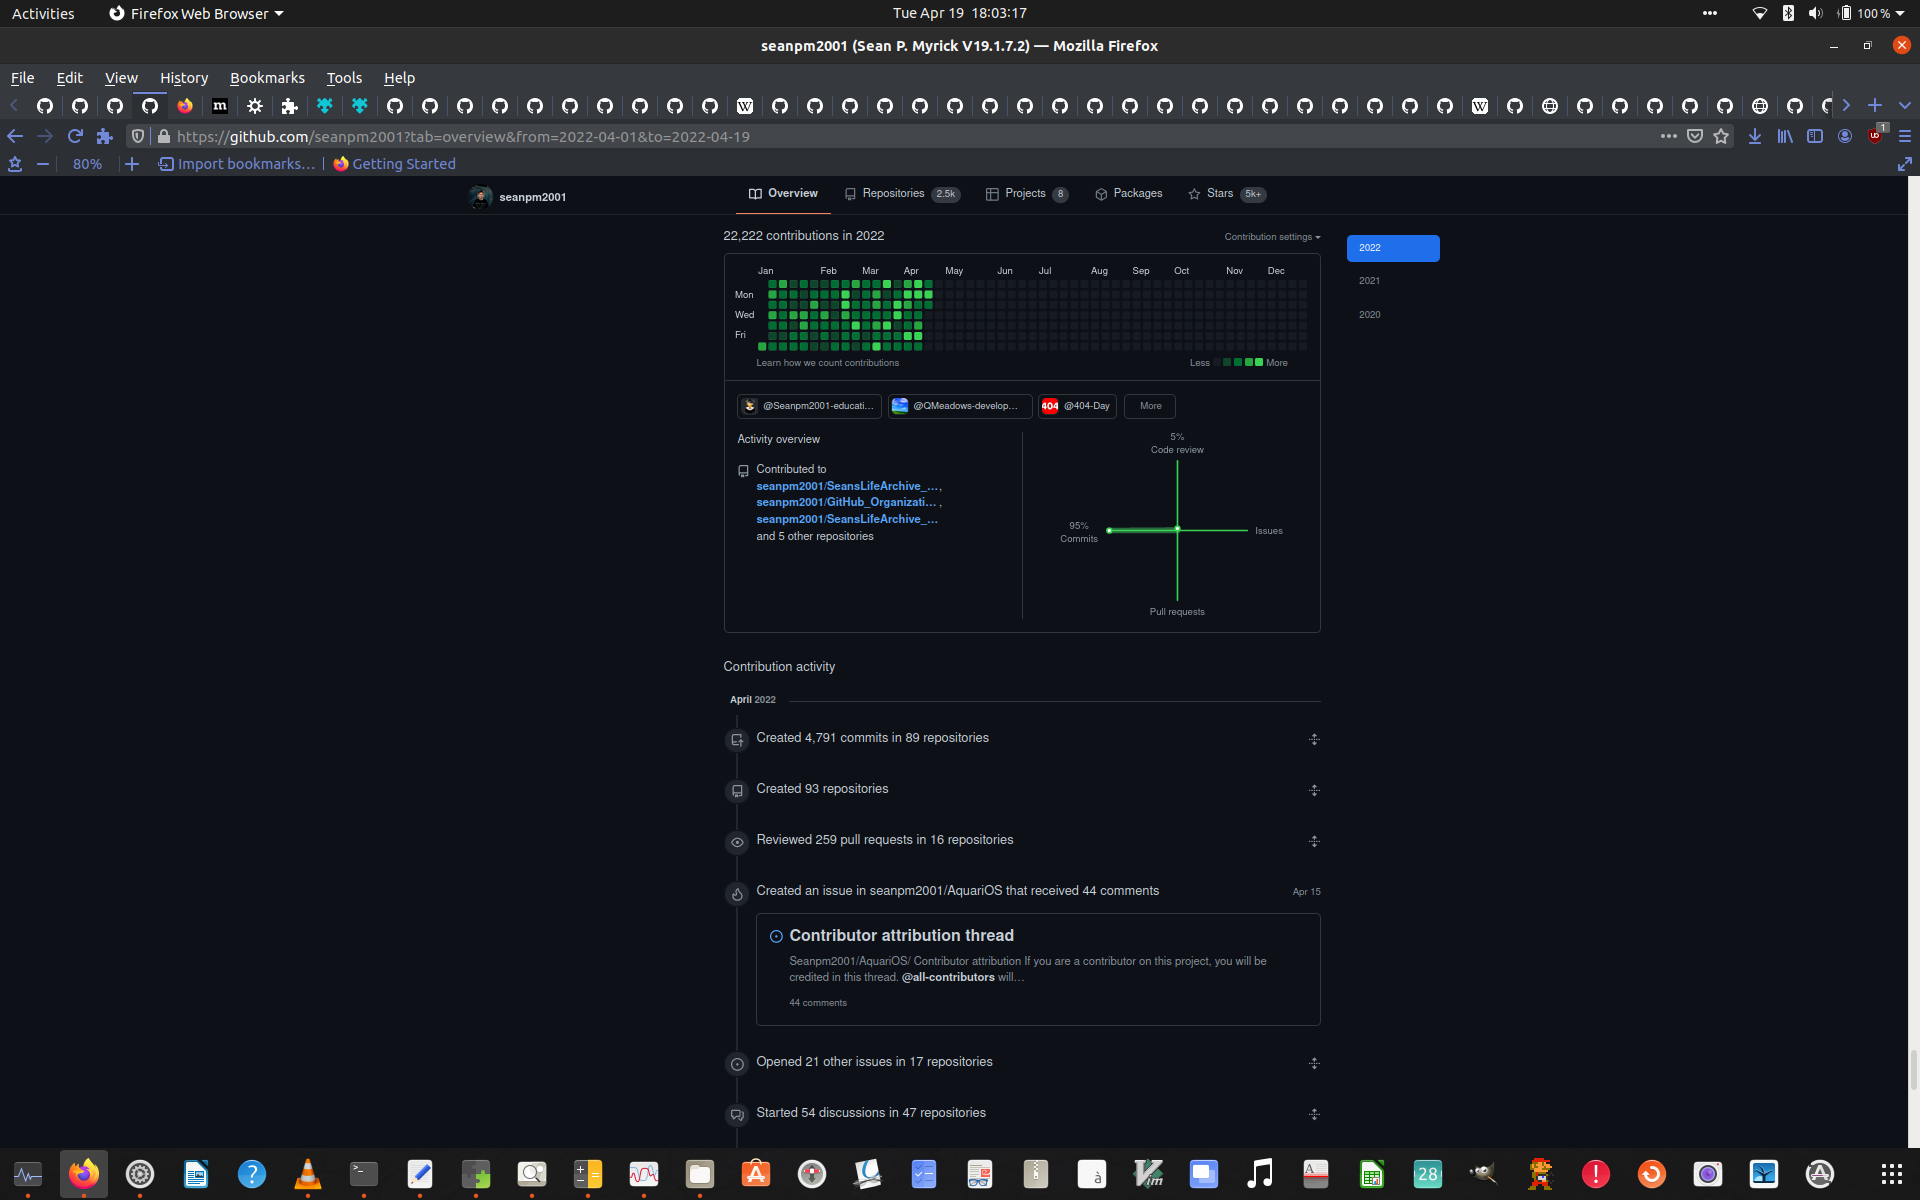 Activities
Firefox Web Browser
Tue Apr 19 18:03:17
100 %
seanpm2001 (Sean P. Myrick V19.1.7.2) — Mozilla Firefox
File Edit View History Bookmarks Tools Help
https://github.com/seanpm2001?tab=overview&from=2022-04-01&to=2022-04-19
1
80%
Import bookmarks...
Getting Started
seanpm2001
Overview
Repositories 2.5k
Projects 8
Packages
Stars 5k+
22,222 contributions in 2022
Contribution settings
2022
2021
2020
Jan Feb Mar Apr May Jun Jul Aug Sep Oct Nov Dec
Mon
Wed
Fri
Learn how we count contributions
Less More
@Seanpm2001-educati...
@QMeadows-develop...
404 @404-Day
More
Activity overview
Contributed to
seanpm2001/SeansLifeArchive_...,
seanpm2001/GitHub_Organizati... ,
seanpm2001/SeansLifeArchive_...
and 5 other repositories
5%
Code review
95%
Commits
Issues
Pull requests
Contribution activity
April 2022
Created 4,791 commits in 89 repositories
Created 93 repositories
Reviewed 259 pull requests in 16 repositories
Created an issue in seanpm2001/AquariOS that received 44 comments
Apr 15
Contributor attribution thread
Seanpm2001/AquariOS/ Contributor attribution If you are a contributor on this project, you will be
credited in this thread. @all-contributors will...
44 comments
Opened 21 other issues in 17 repositories
Started 54 discussions in 47 repositories
28